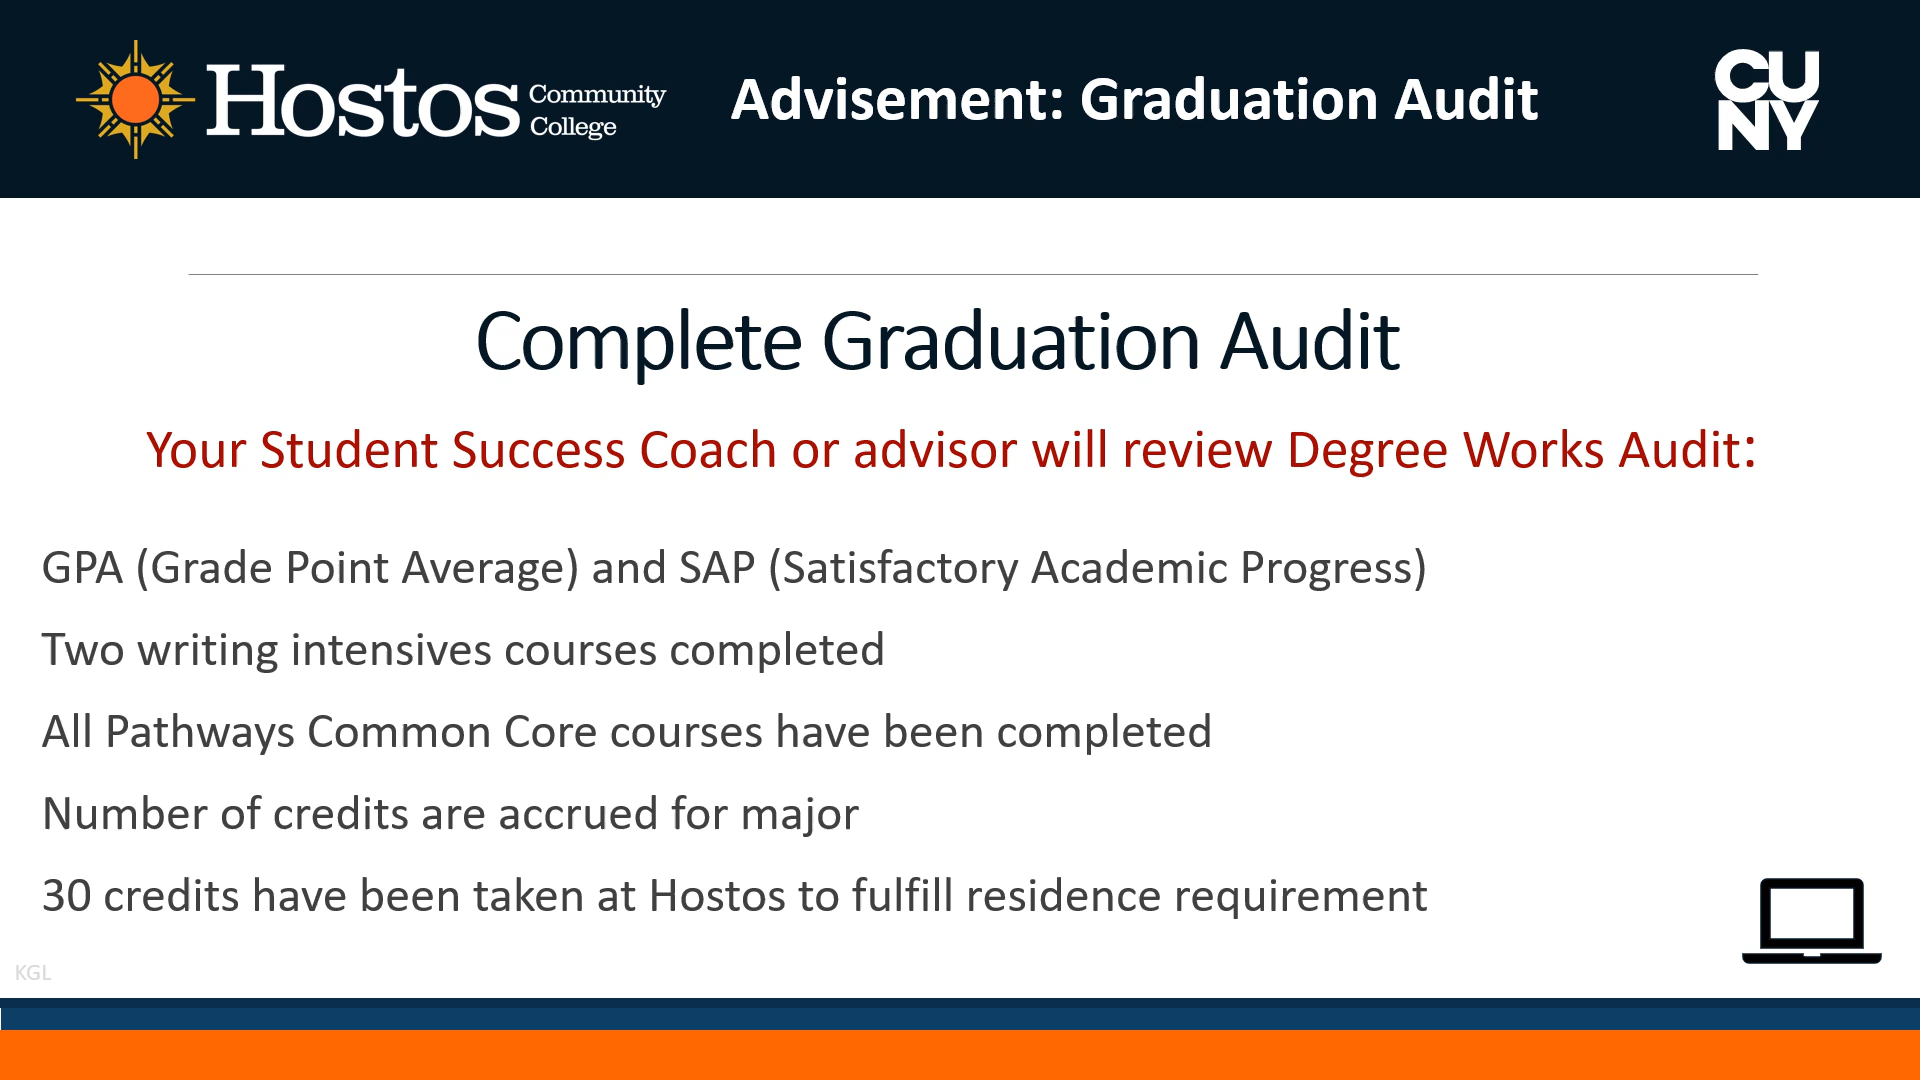 Hostos Community College
Advisement: Graduation Audit
CUNY
Complete Graduation Audit
Your Student Success Coach or advisor will review Degree Works Audit:
GPA (Grade Point Average) and SAP (Satisfactory Academic Progress)
Two writing intensives courses completed
All Pathways Common Core courses have been completed
Number of credits are accrued for major
30 credits have been taken at Hostos to fulfill residence requirement
KGL